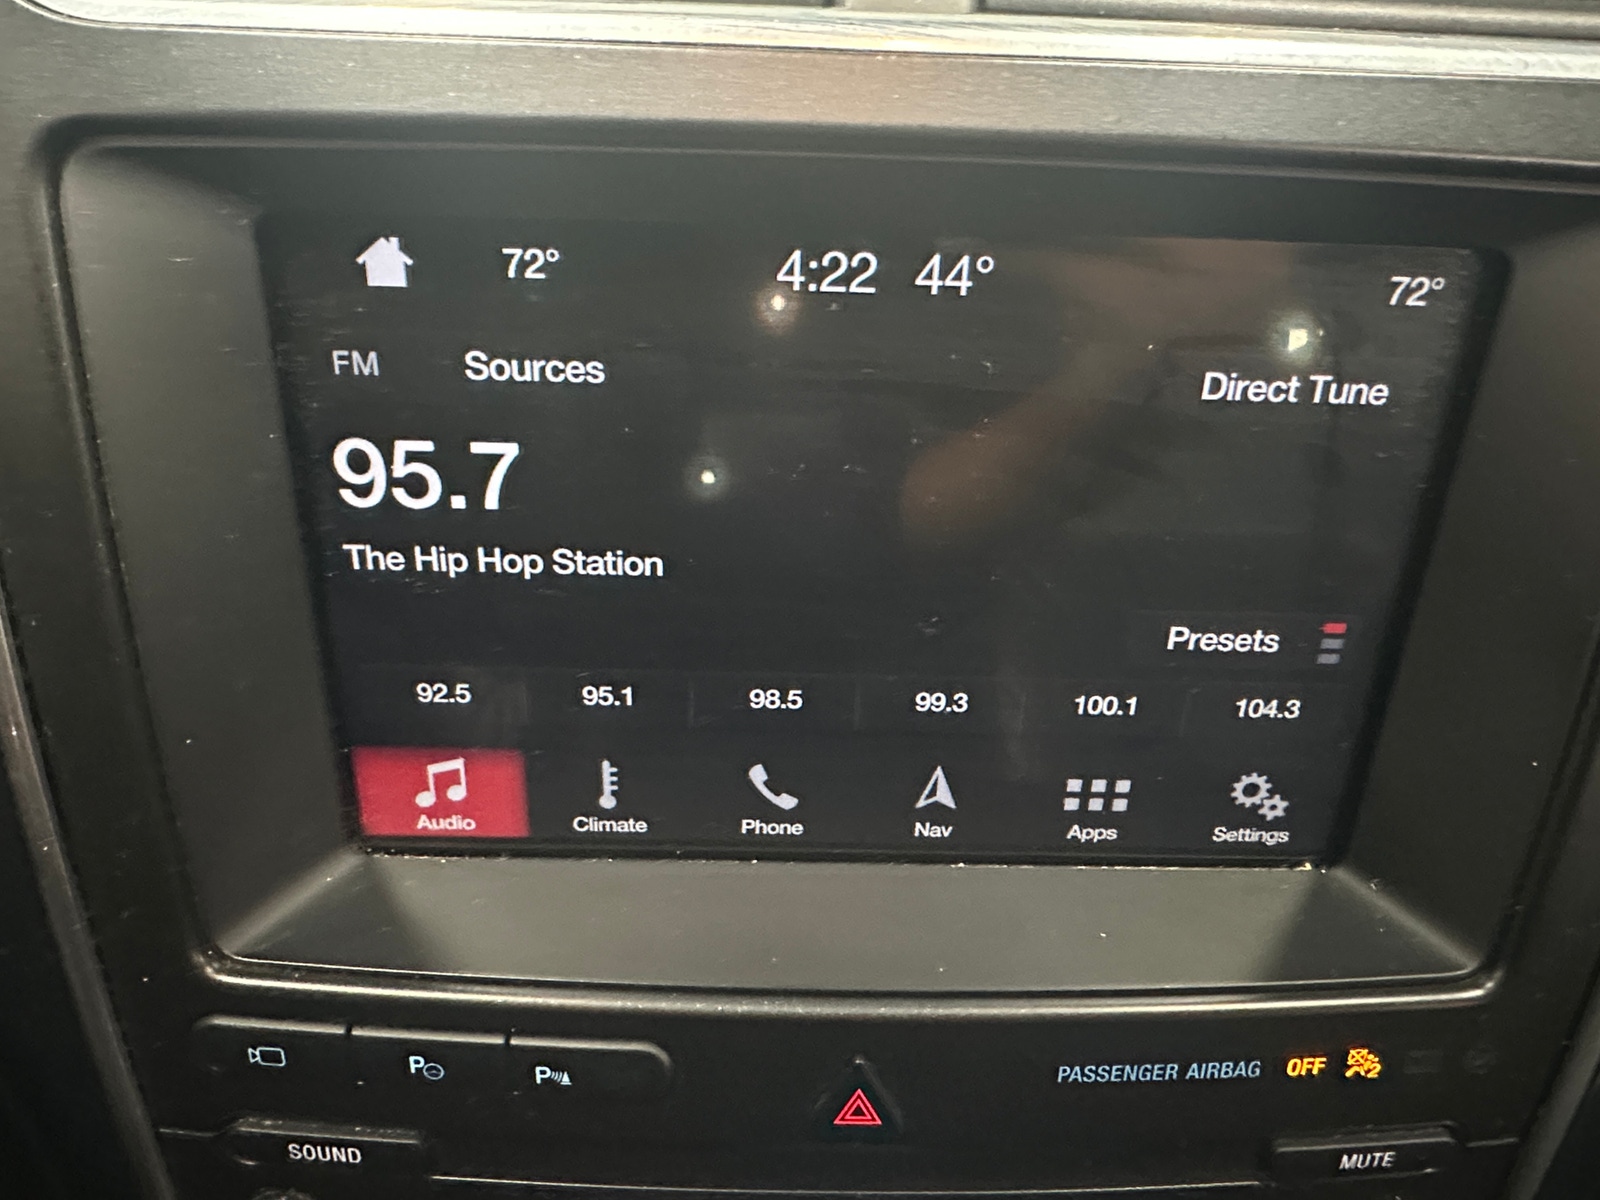 72° 4:22 44° 72°
FM Sources Direct Tune
95.7
The Hip Hop Station
Presets
92.5 95.1 98.5 99.3 100.1 104.3
Audio Climate Phone Nav Apps Settings
P P
PASSENGER AIRBAG OFF 2
SOUND MUTE